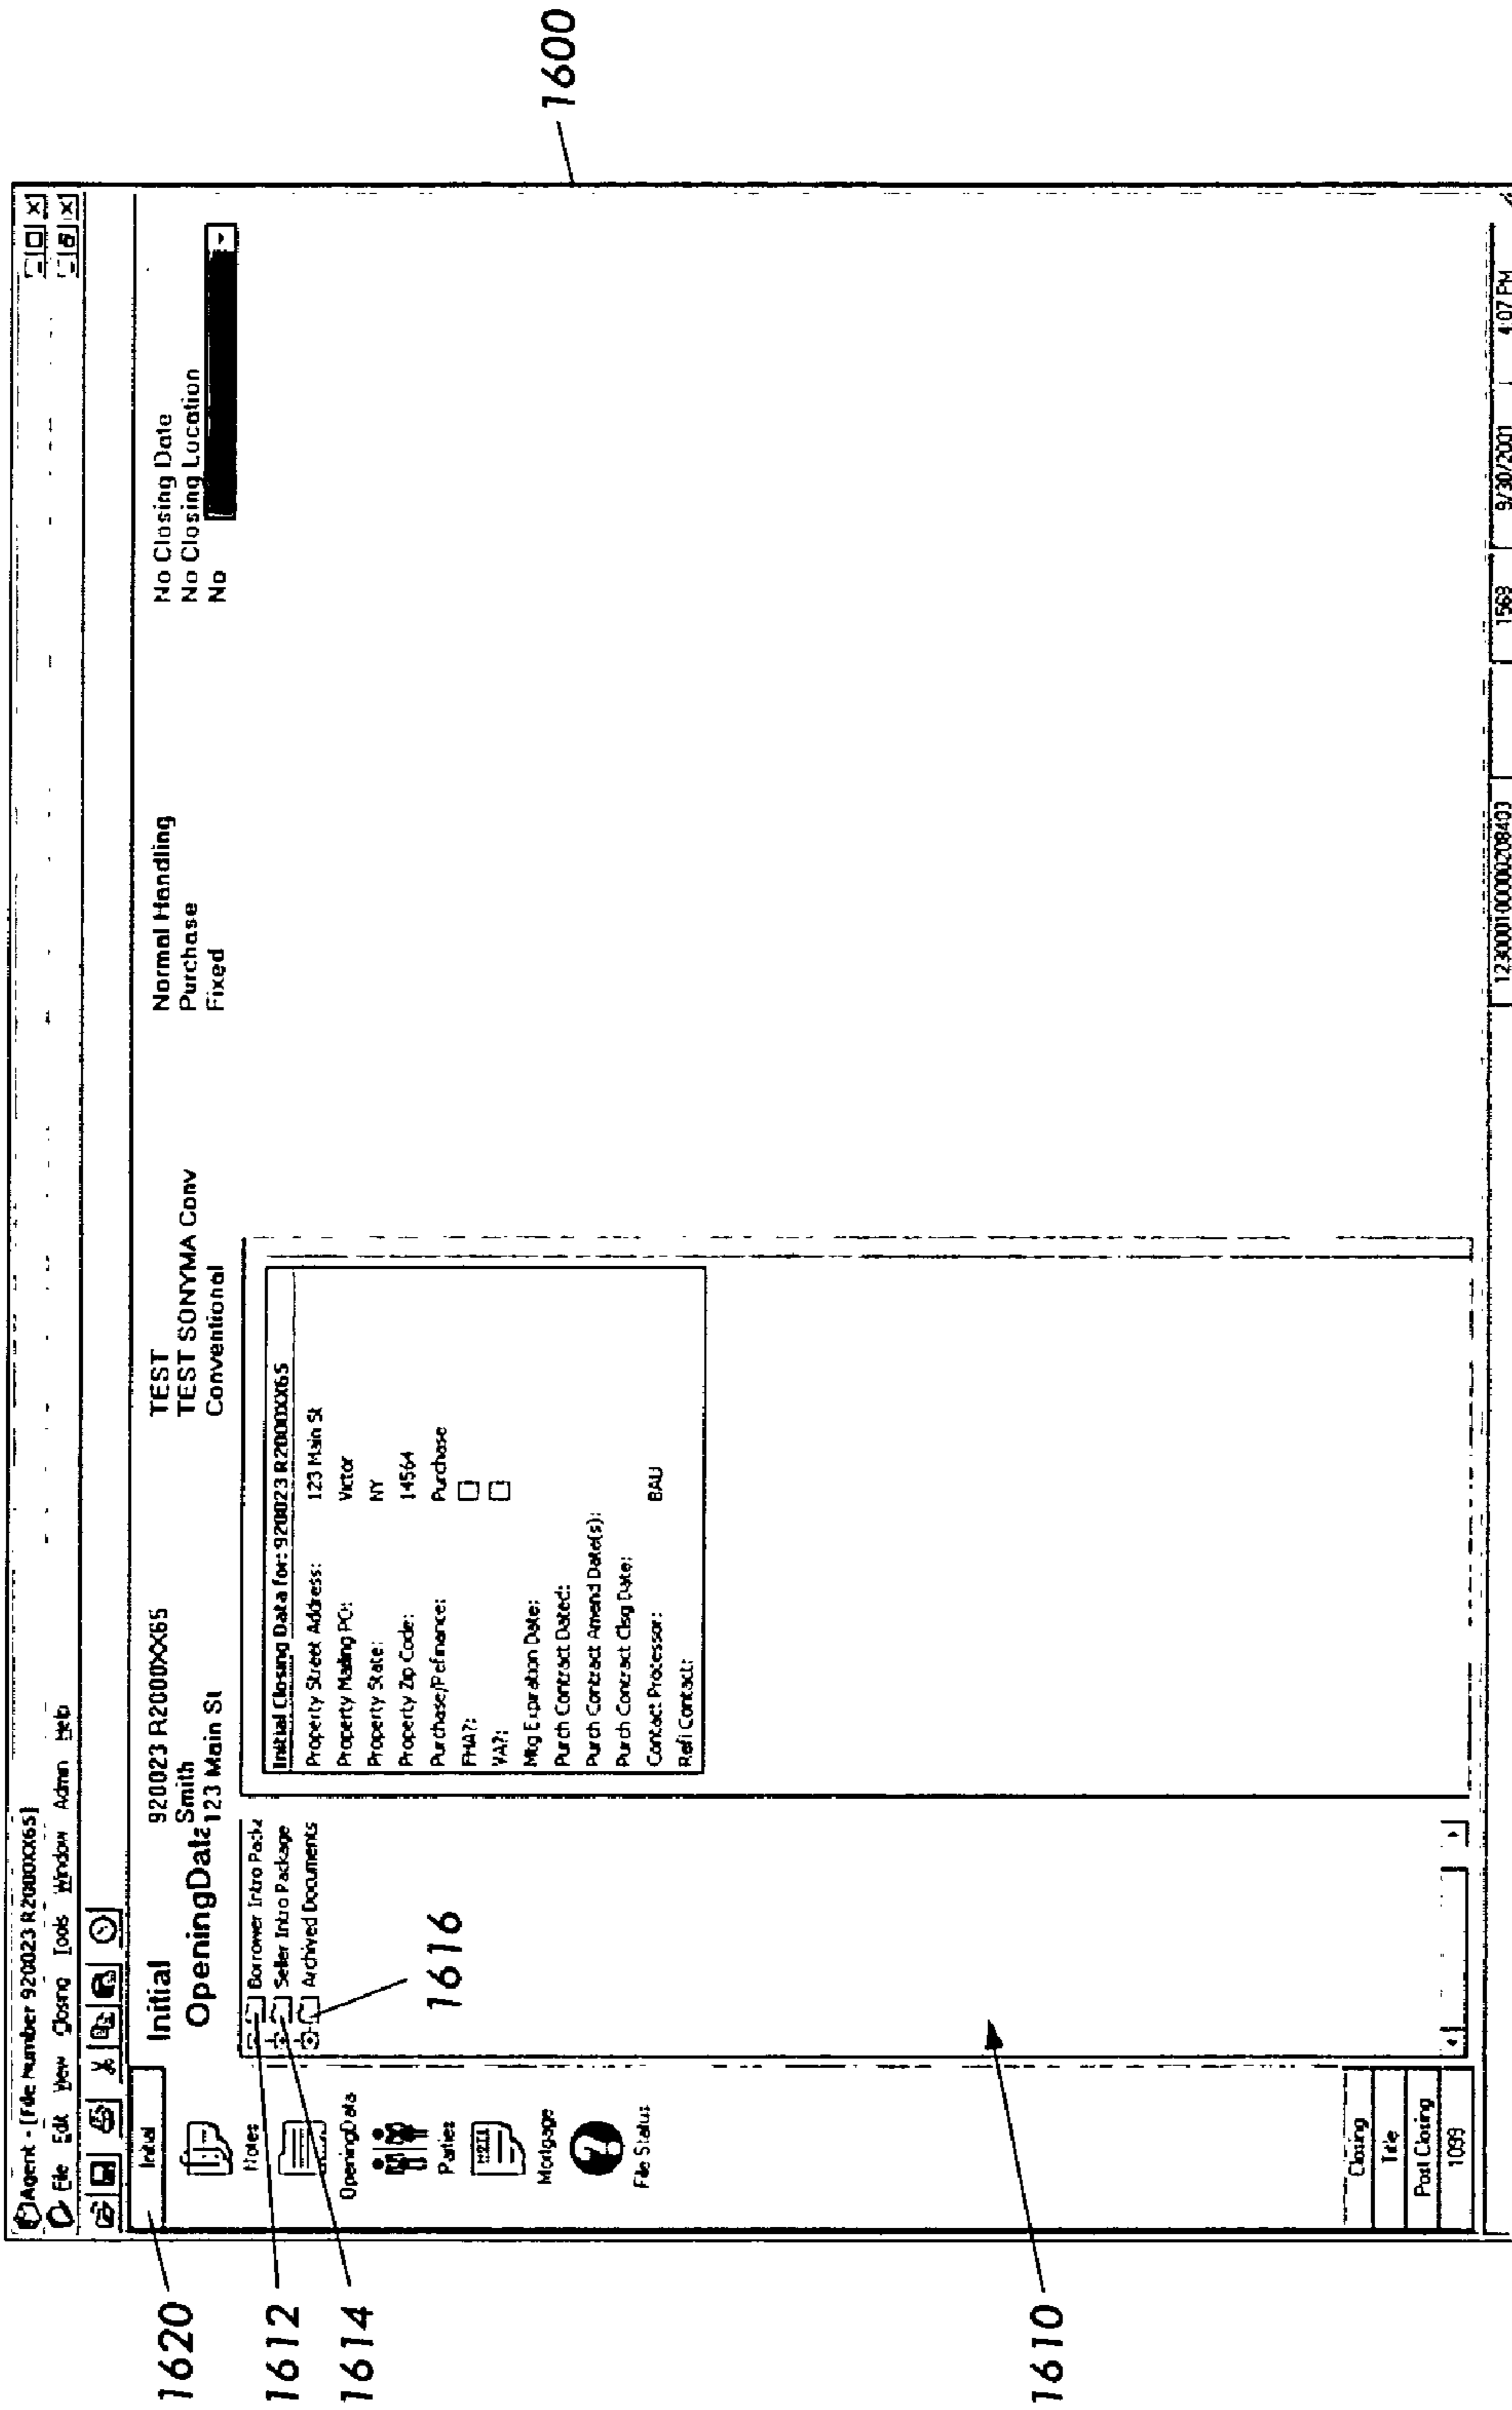 Agent - [File Number 920023 R2000XX65]
File Edit View Closing Tools Window Admin Help
Initial
Initial
920023 R2000XX65
TEST
Normal Handling
No Closing Date
OpeningData
Smith
TEST SONYMA Conv
Purchase
No Closing Location
123 Main St
Conventional
Fixed
No
Notes
OpeningData
Parties
Mortgage
File Status
Closing
Title
Post Closing
1099
Borrower Intro Packa
Seller Intro Package
Archived Documents
Initial Closing Data for: 920023 R2000XX65
Property Street Address: 123 Main St
Property Mailing PO: Victor
Property State: NY
Property Zip Code: 14564
Purchase/Refinance: Purchase
FHA?:
VA?:
Mtg Expiration Date:
Purch Contract Dated:
Purch Contract Amend Date(s):
Purch Contract Clsg Date:
Contact Processor: BAU
Refi Contact:
1568
9/30/2001
4:07 PM
1620
1612
1614
1616
1610
1600